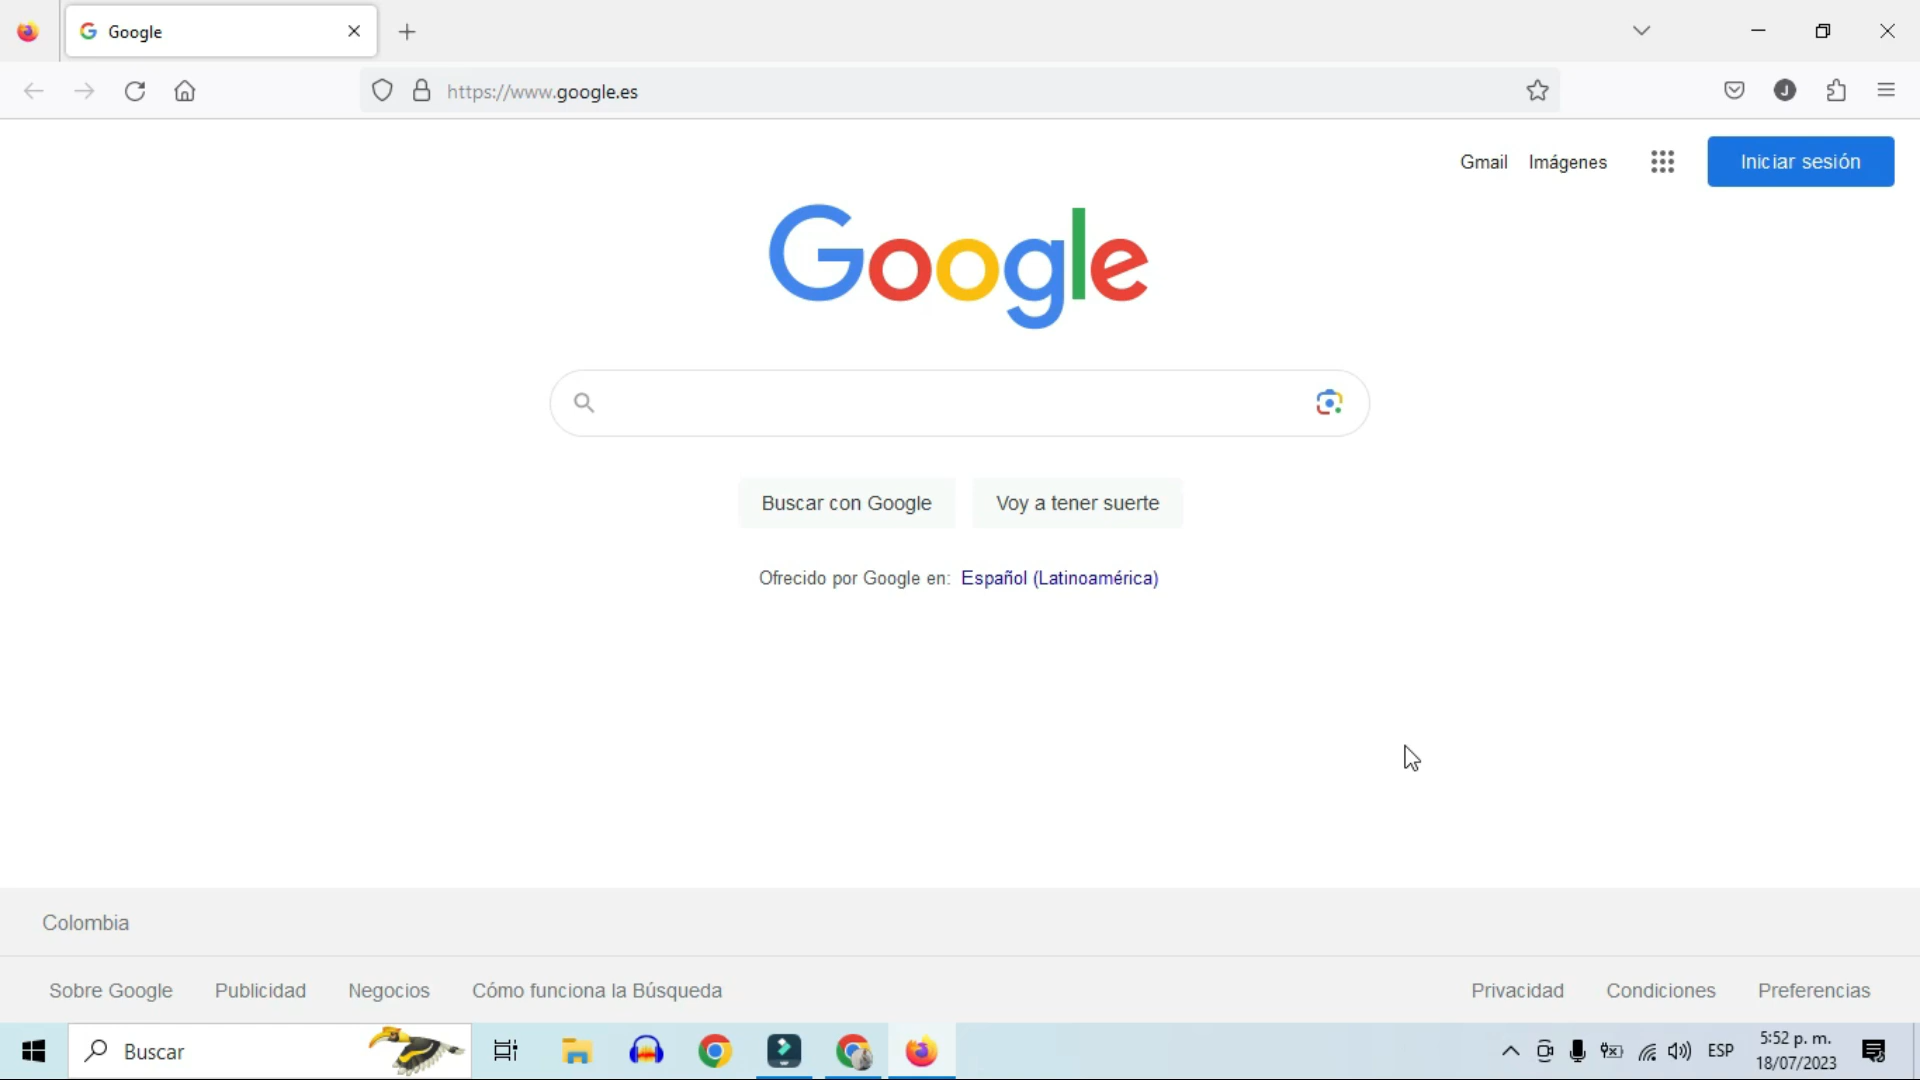 Google
https://www.google.es
J
Gmail Imágenes Iniciar sesión
Google
Buscar con Google Voy a tener suerte
Ofrecido por Google en: Español (Latinoamérica)
Colombia
Sobre Google Publicidad Negocios Cómo funciona la Búsqueda Privacidad Condiciones Preferencias
Buscar ESP 5:52 p. m.
18/07/2023